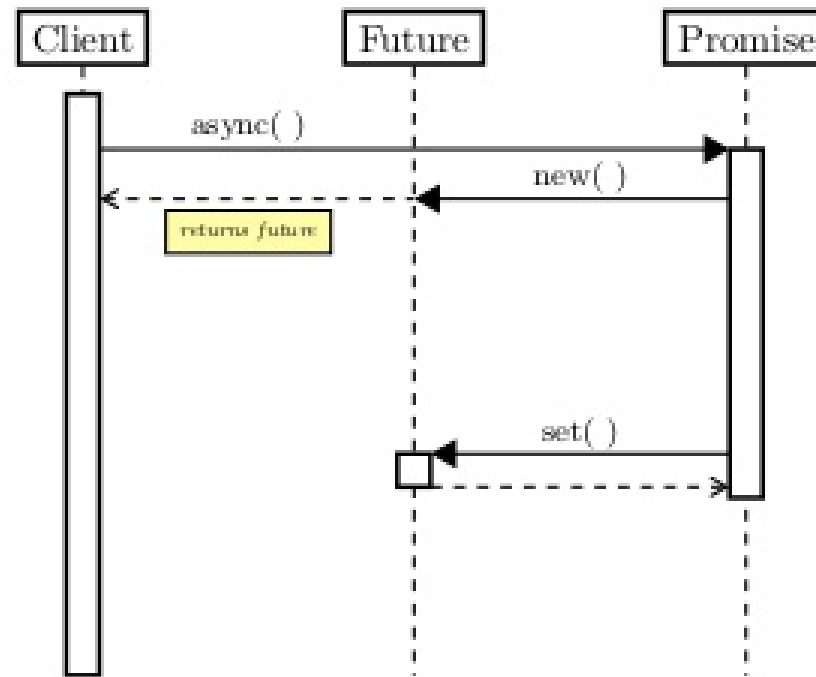 Client
Future
Promise
async( )
new( )
returns future
set( )